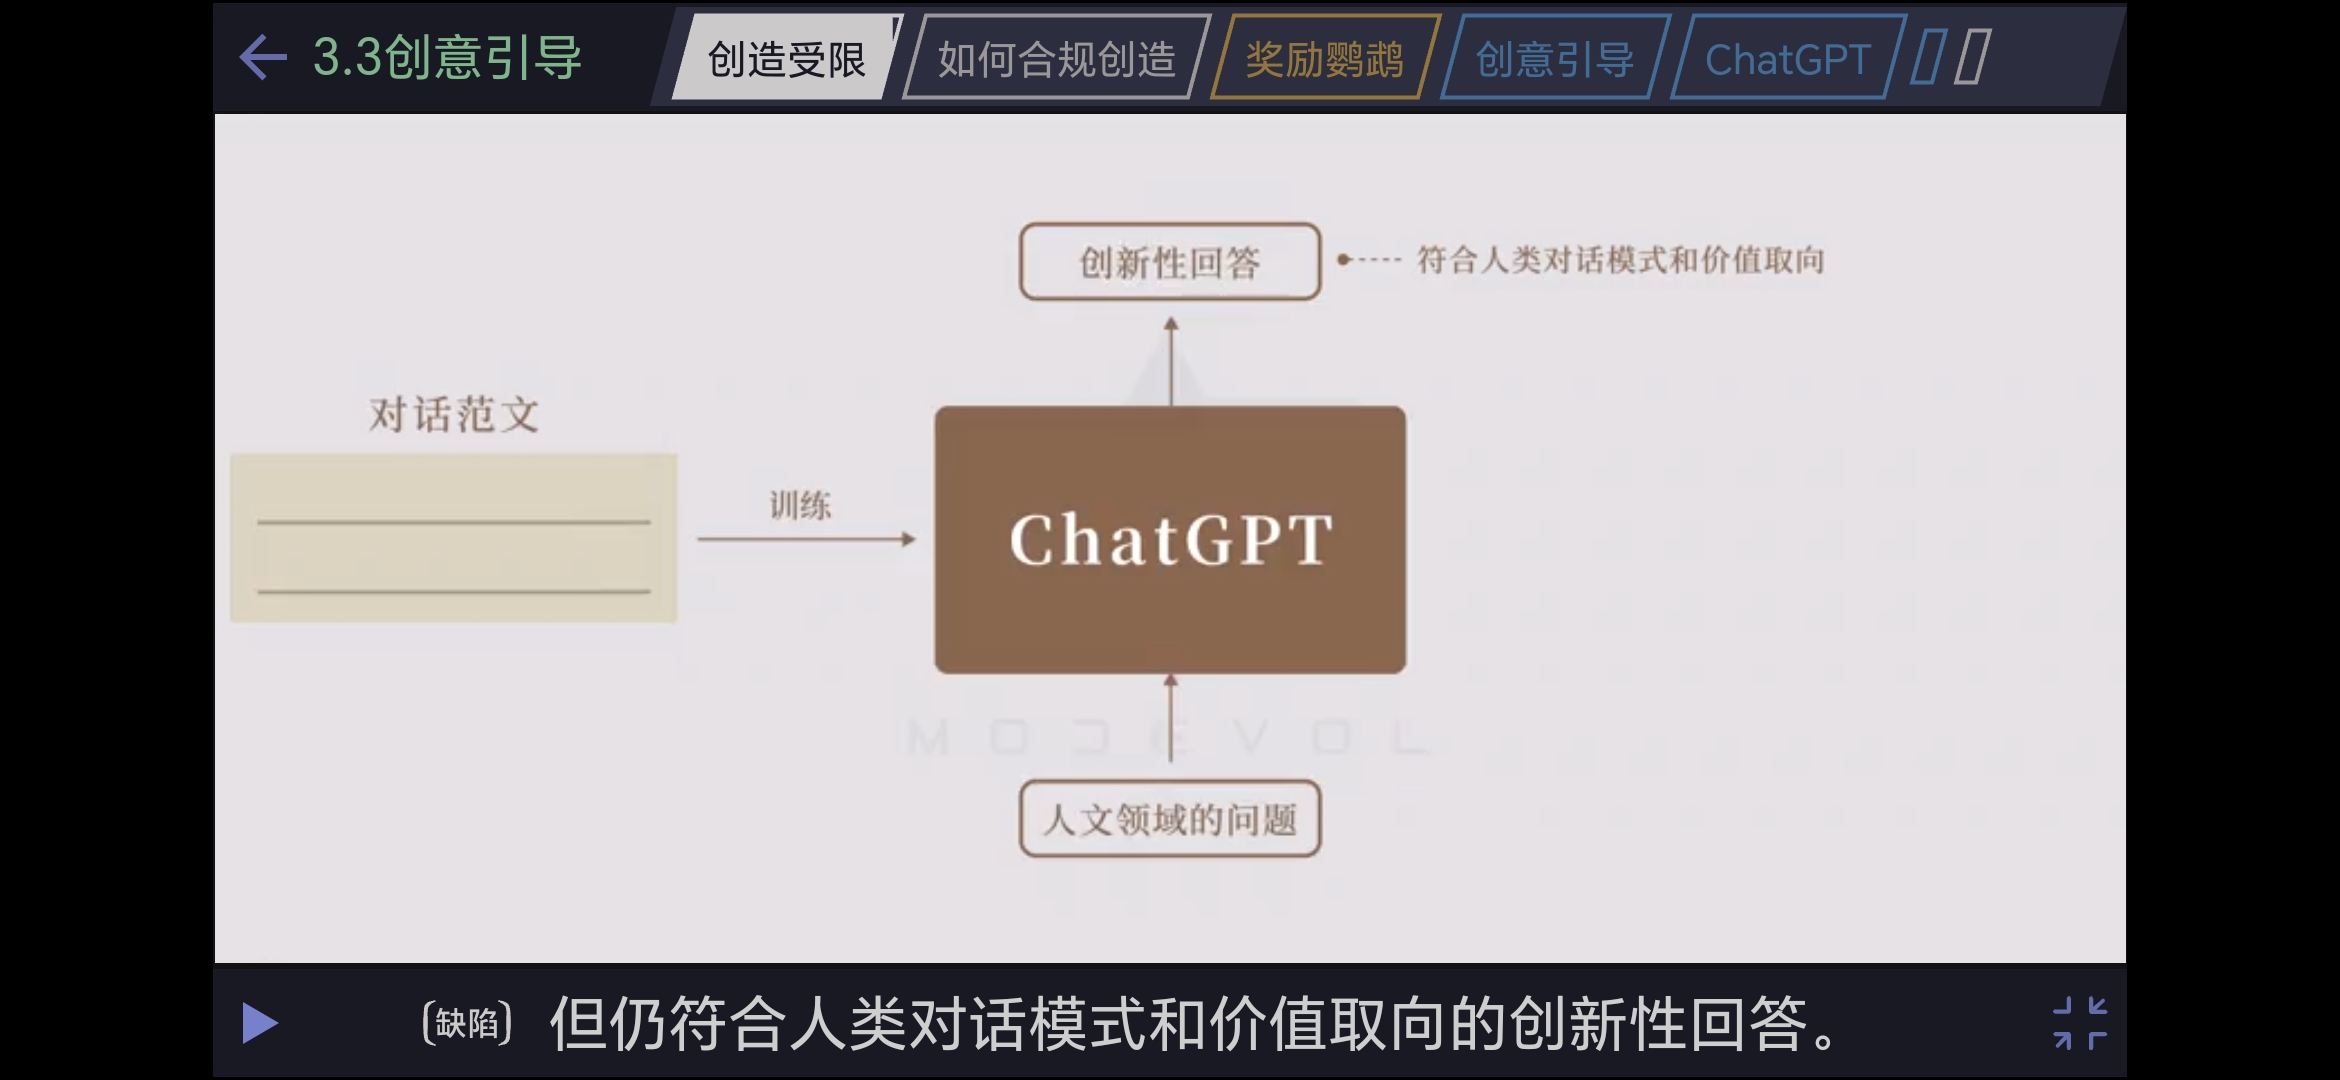 3.3创意引导
创造受限
如何合规创造
奖励鹦鹉
创意引导
ChatGPT
创新性回答
符合人类对话模式和价值取向
对话范文
训练
ChatGPT
MODEVOL
人文领域的问题
(缺陷) 但仍符合人类对话模式和价值取向的创新性回答。